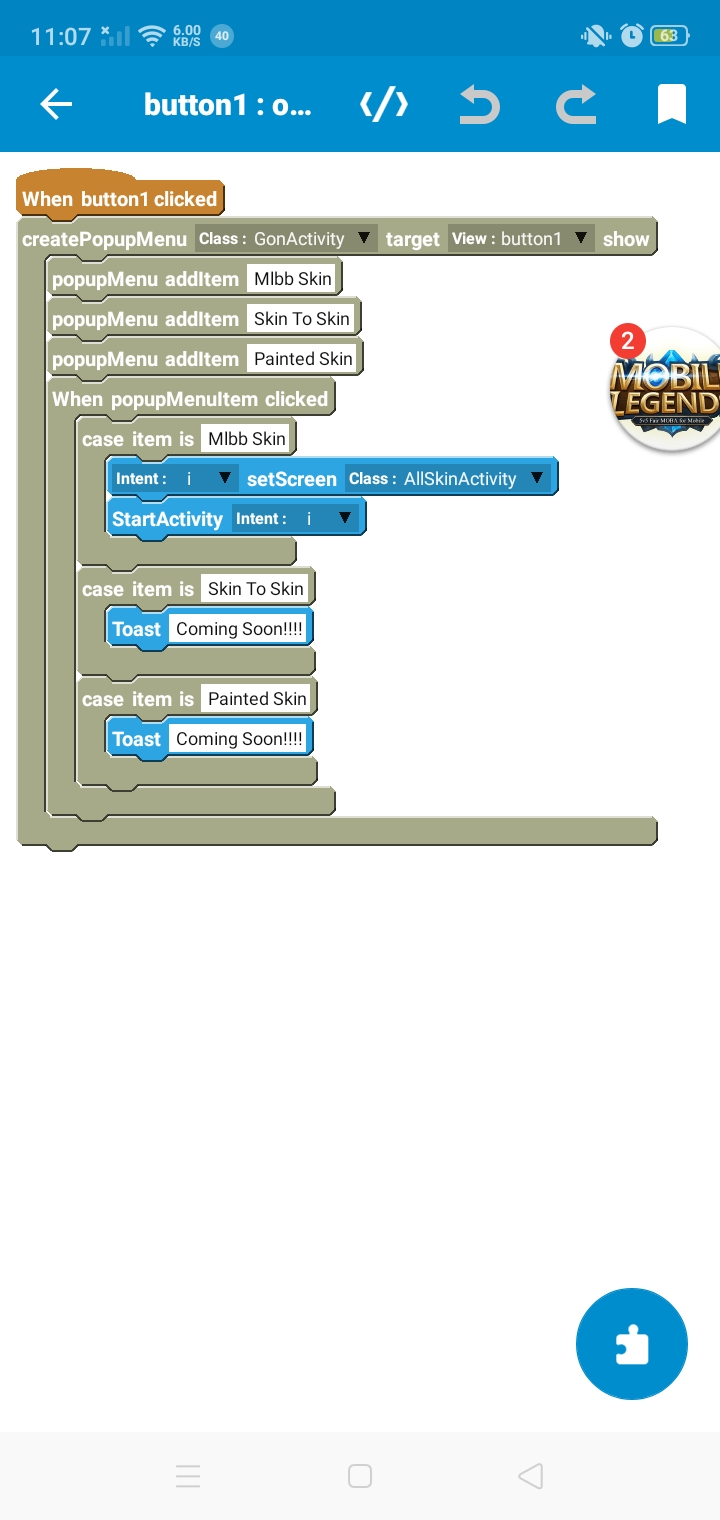 11:07 6.00 KB/S 40 63
button1 : o...
When button1 clicked
createPopupMenu Class : GonActivity target View : button1 show
popupMenu addItem Mlbb Skin
popupMenu addItem Skin To Skin
popupMenu addItem Painted Skin
When popupMenuItem clicked
case item is Mlbb Skin
Intent : i setScreen Class : AllSkinActivity
StartActivity Intent : i
case item is Skin To Skin
Toast Coming Soon!!!!
case item is Painted Skin
Toast Coming Soon!!!!
2
MOBIL
LEGEND
5v5 Fair MOBA for Mobile